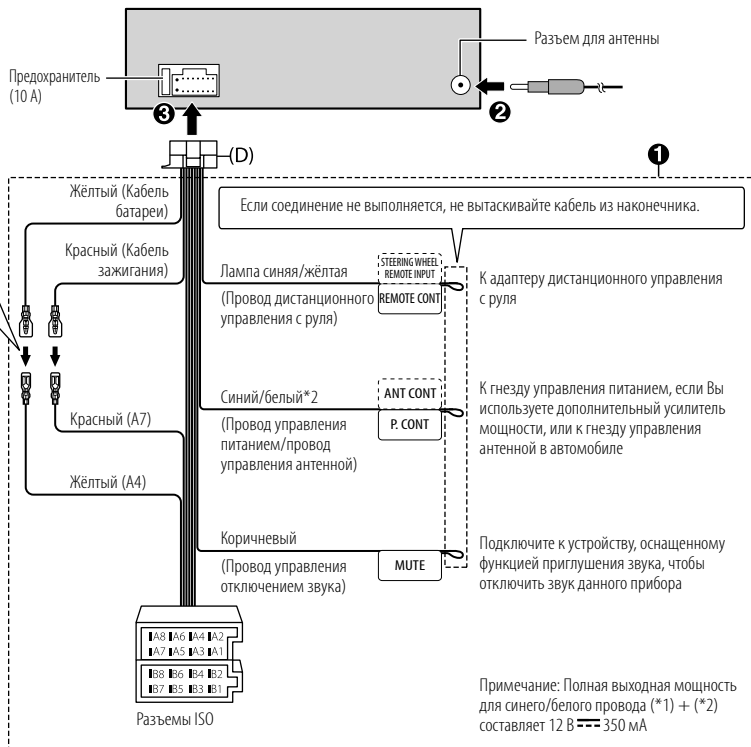 Разъем для антенны
Предохранитель
(10 А)
3
2
(D)
1
Жёлтый (Кабель
батареи)
Если соединение не выполняется, не вытаскивайте кабель из наконечника.
Красный (Кабель
зажигания)
Лампа синяя/жёлтая
(Провод дистанционного
управления с руля)
STEERING WHEEL
REMOTE INPUT
REMOTE CONT
К адаптеру дистанционного управления
с руля
Синий/белый*2
(Провод управления
питанием/провод
управления антенной)
ANT CONT
P. CONT
К гнезду управления питанием, если Вы
используете дополнительный усилитель
мощности, или к гнезду управления
антенной в автомобиле
Красный (A7)
Жёлтый (A4)
Коричневый
(Провод управления
отключением звука)
MUTE
Подключите к устройству, оснащенному
функцией приглушения звука, чтобы
отключить звук данного прибора
A8 A6 A4 A2
A7 A5 A3 A1
B8 B6 B4 B2
B7 B5 B3 B1
Разъемы ISO
Примечание: Полная выходная мощность
для синего/белого провода (*1) + (*2)
составляет 12 В ⎓ 350 мА